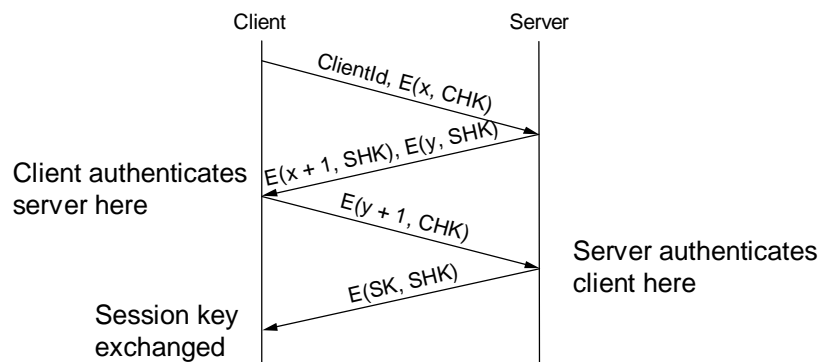 Client
Server
ClientId, E(x, CHK)
E(x + 1, SHK), E(y, SHK)
Client authenticates
server here
E(y + 1, CHK)
Server authenticates
client here
E(SK, SHK)
Session key
exchanged